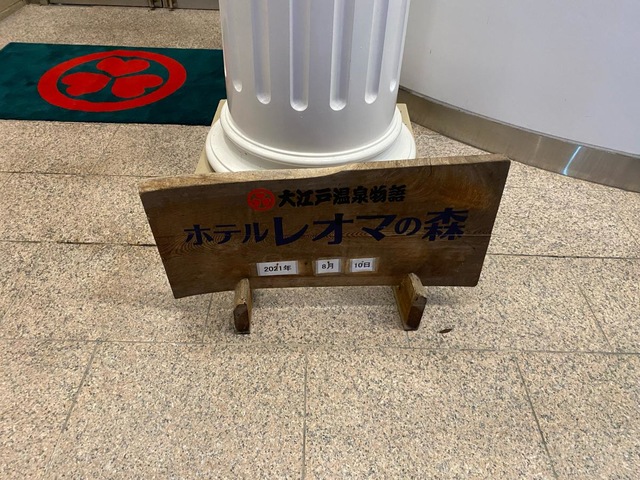 大江戸温泉物語
ホテルレオマの森
2021年 8月 10日